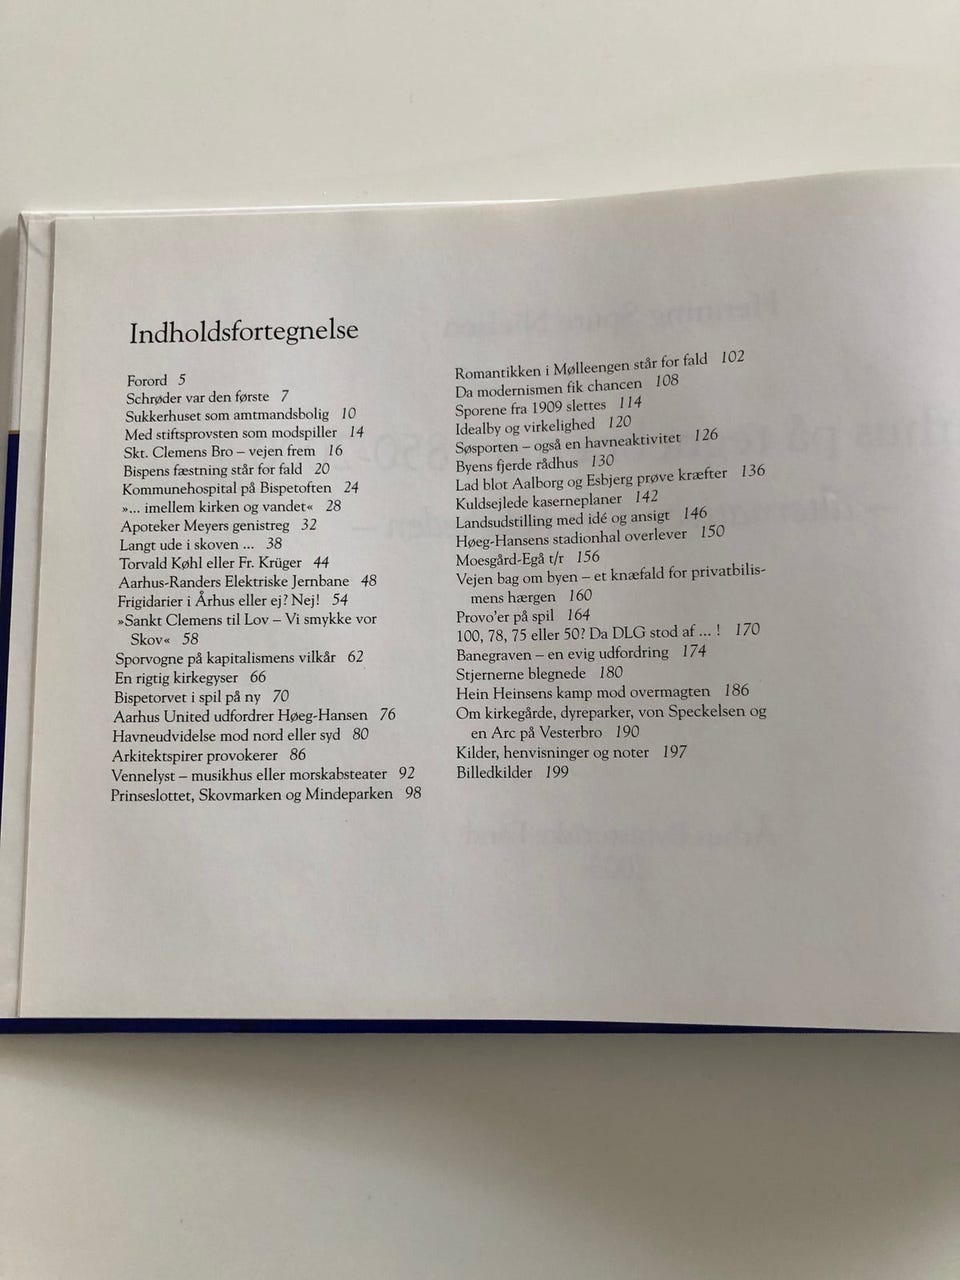 Indholdsfortegnelse
Forord 5
Schrøder var den første 7
Sukkerhuset som amtmandsbolig 10
Med stiftsprovsten som modspiller 14
Skt. Clemens Bro – vejen frem 16
Bispens fæstning står for fald 20
Kommunehospital på Bispetoften 24
»... imellem kirken og vandet« 28
Apoteker Meyers genistreg 32
Langt ude i skoven ... 38
Torvald Køhl eller Fr. Krüger 44
Aarhus-Randers Elektriske Jernbane 48
Frigidarier i Århus eller ej? Nej! 54
»Sankt Clemens til Lov – Vi smykke vor
Skov« 58
Sporvogne på kapitalismens vilkår 62
En rigtig kirkegyser 66
Bispetorvet i spil på ny 70
Aarhus United udfordrer Høeg-Hansen 76
Havneudvidelse mod nord eller syd 80
Arkitektspirer provokerer 86
Vennelyst – musikhus eller morskabsteater 92
Prinseslottet, Skovmarken og Mindeparken 98
Romantikken i Mølleengen står for fald 102
Da modernismen fik chancen 108
Sporene fra 1909 slettes 114
Idealby og virkelighed 120
Søsporten – også en havneaktivitet 126
Byens fjerde rådhus 130
Lad blot Aalborg og Esbjerg prøve kræfter 136
Kuldsejlede kaserneplaner 142
Landsudstilling med idé og ansigt 146
Høeg-Hansens stadionhal overlever 150
Moesgård-Egå t/r 156
Vejen bag om byen – et knæfald for privatbilis-
mens hærgen 160
Provo'er på spil 164
100, 78, 75 eller 50? Da DLG stod af ... ! 170
Banegraven – en evig udfordring 174
Stjernerne blegnede 180
Hein Heinsens kamp mod overmagten 186
Om kirkegårde, dyreparker, von Speckelsen og
en Arc på Vesterbro 190
Kilder, henvisninger og noter 197
Billedkilder 199